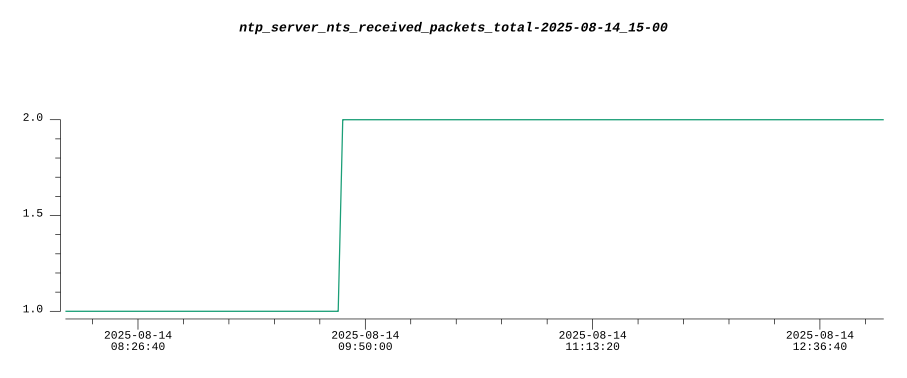 ntp_server_nts_received_packets_total-2025-08-14_15-00
2.0
1.5
1.0
2025-08-14 2025-08-14 2025-08-14 2025-08-14
08:26:40 09:50:00 11:13:20 12:36:40